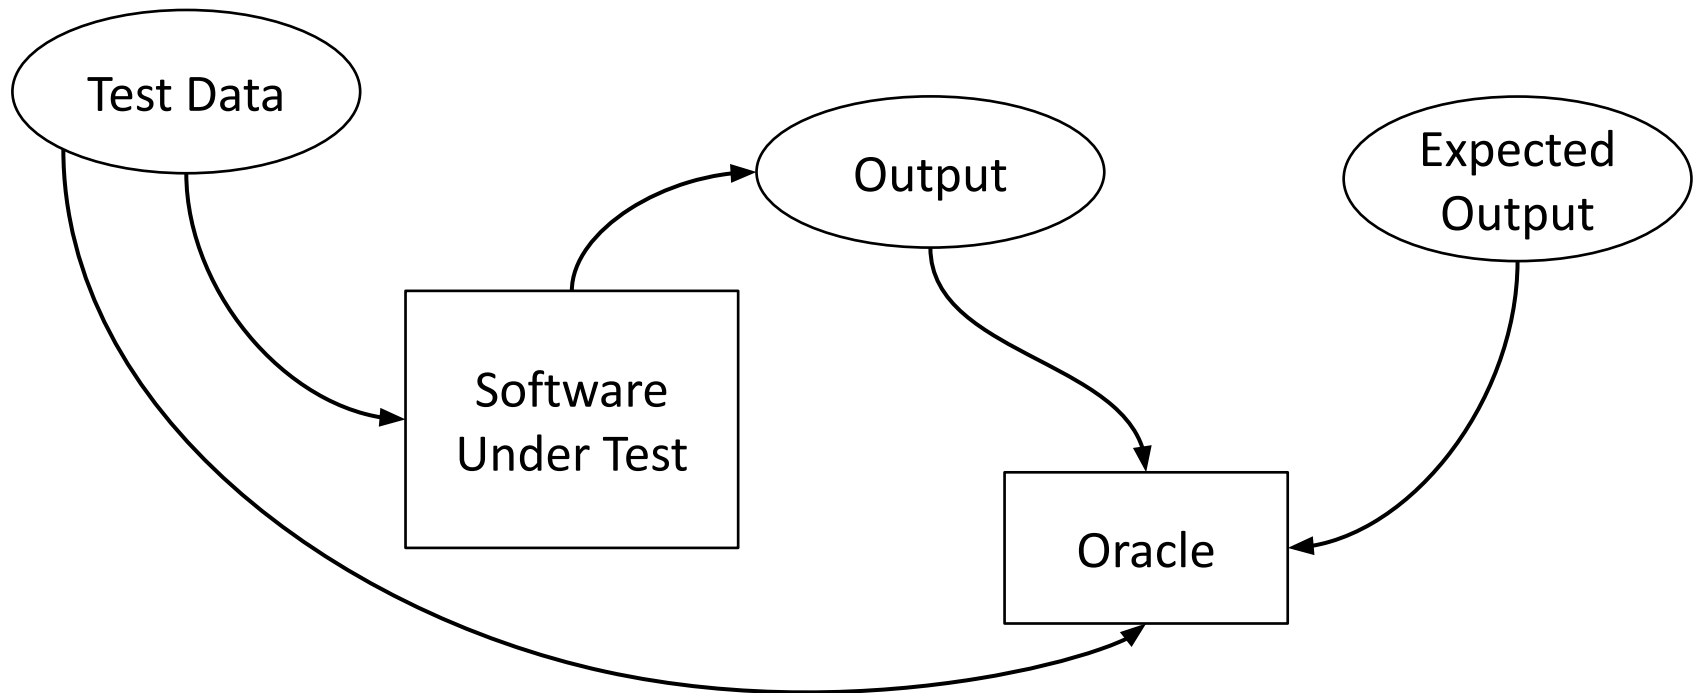 Test Data
Output
Expected
Output
Software
Under Test
Oracle